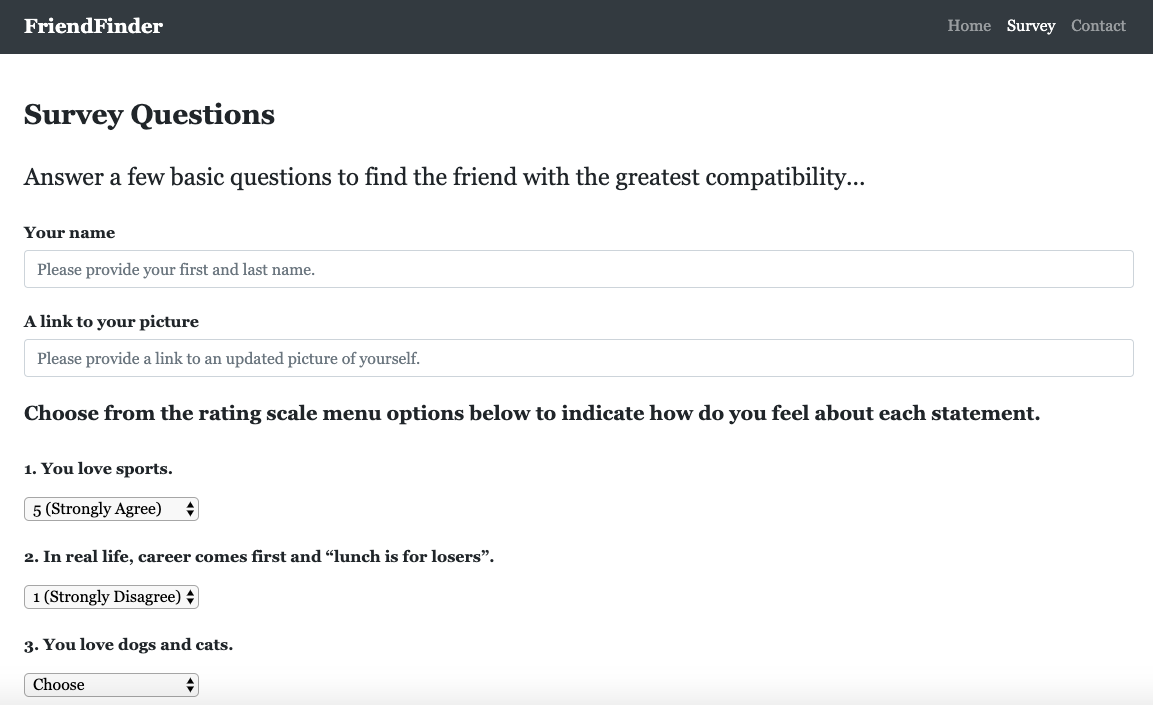 FriendFinder
Home Survey Contact
Survey Questions
Answer a few basic questions to find the friend with the greatest compatibility...
Your name
Please provide your first and last name.
A link to your picture
Please provide a link to an updated picture of yourself.
Choose from the rating scale menu options below to indicate how do you feel about each statement.
1. You love sports.
5 (Strongly Agree)
2. In real life, career comes first and “lunch is for losers”.
1 (Strongly Disagree)
3. You love dogs and cats.
Choose